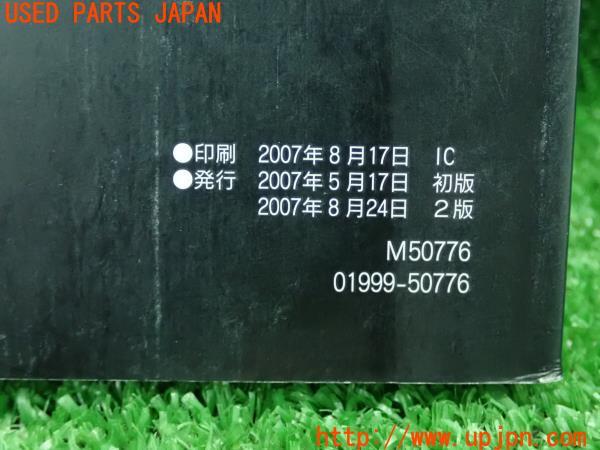 USED PARTS JAPAN
●印刷 2007年8月17日 IC
●発行 2007年5月17日 初版
2007年8月24日 2版
M50776
01999-50776
http://www.upjpn.com